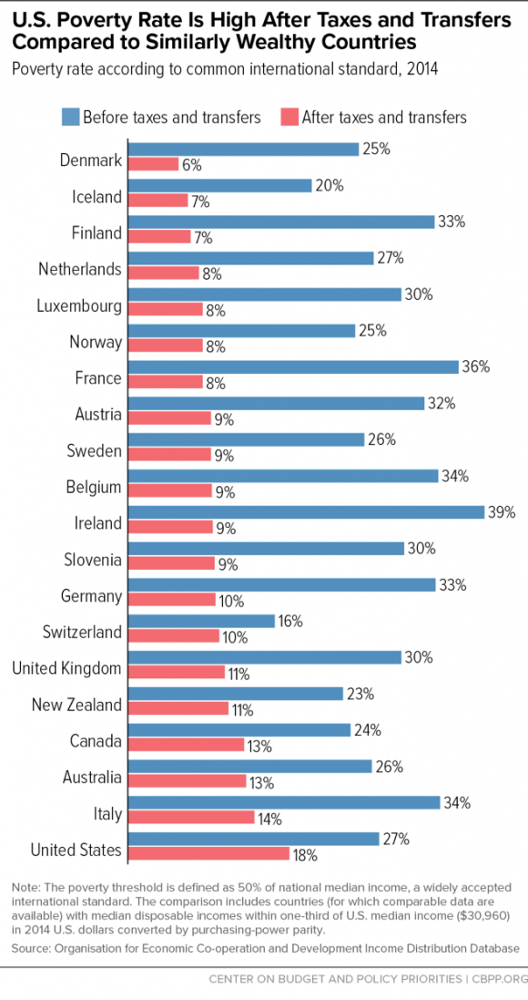 U.S. Poverty Rate Is High After Taxes and Transfers
Compared to Similarly Wealthy Countries
Poverty rate according to common international standard, 2014
Before taxes and transfers After taxes and transfers
Denmark 25%
6%
Iceland 20%
7%
Finland 33%
7%
Netherlands 27%
8%
Luxembourg 30%
8%
Norway 25%
8%
France 36%
8%
Austria 32%
9%
Sweden 26%
9%
Belgium 34%
9%
Ireland 39%
9%
Slovenia 30%
9%
Germany 33%
10%
Switzerland 16%
10%
United Kingdom 30%
11%
New Zealand 23%
11%
Canada 24%
13%
Australia 26%
13%
Italy 34%
14%
United States 27%
18%
Note: The poverty threshold is defined as 50% of national median income, a widely accepted
international standard. The comparison includes countries (for which comparable data are
available) with median disposable incomes within one-third of U.S. median income ($30,960)
in 2014 U.S. dollars converted by purchasing-power parity.
Source: Organisation for Economic Co-operation and Development Income Distribution Database
CENTER ON BUDGET AND POLICY PRIORITIES | CBPP.ORG